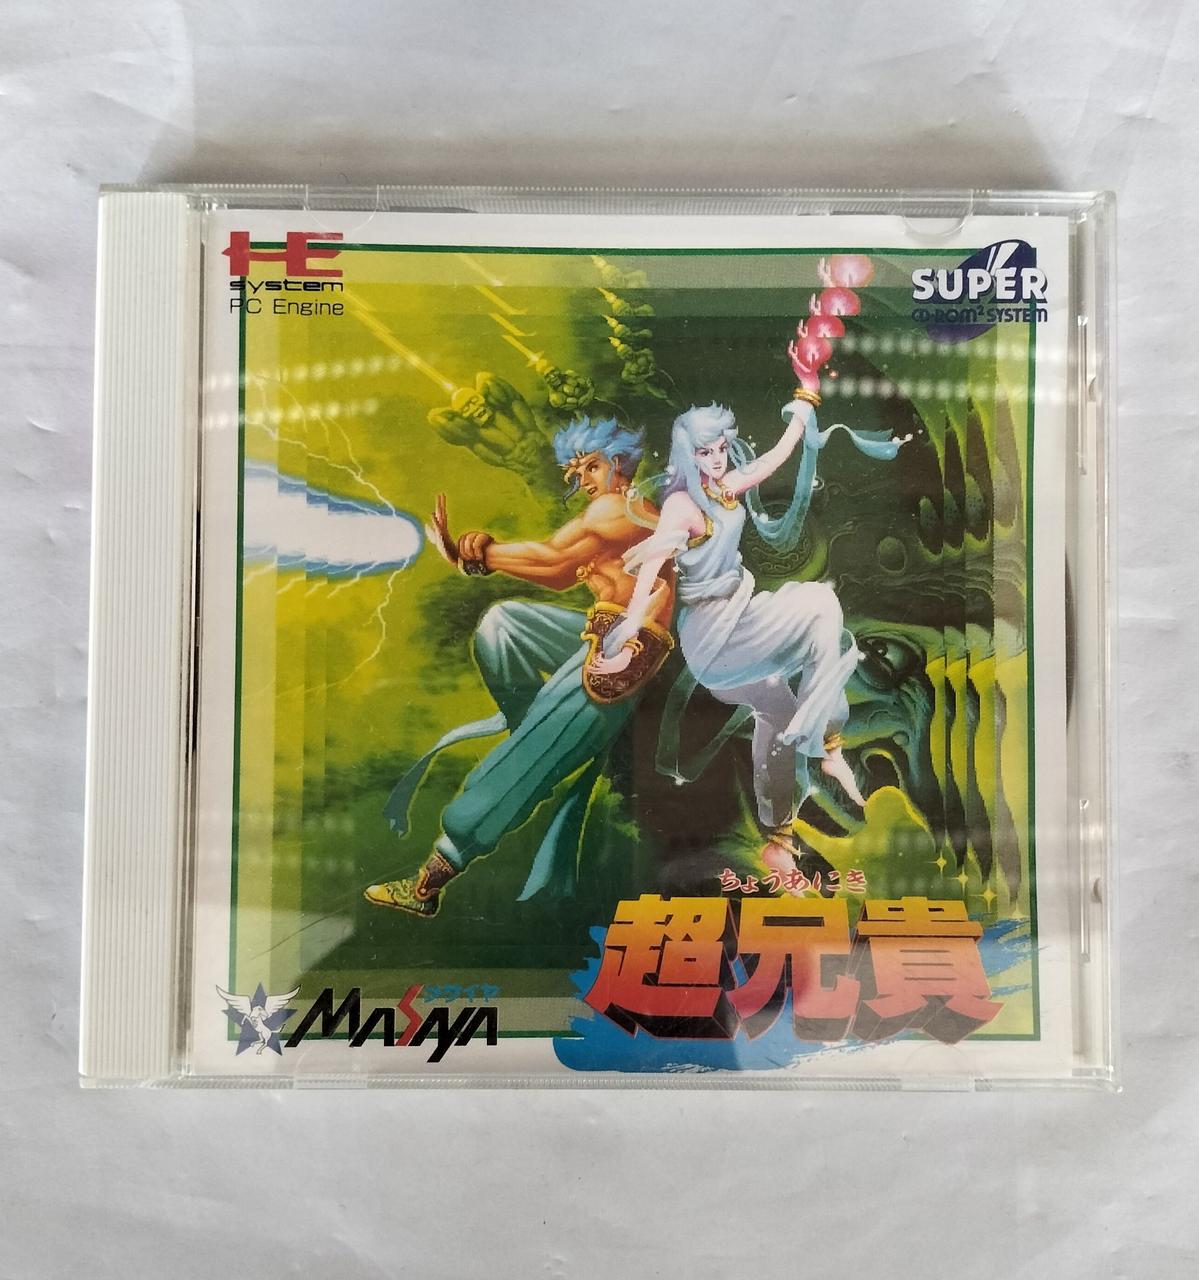 HE
system
PC Engine
SUPER
CD-ROM² SYSTEM
ちょうあにき
超兄貴
メサイヤ
MASAYA